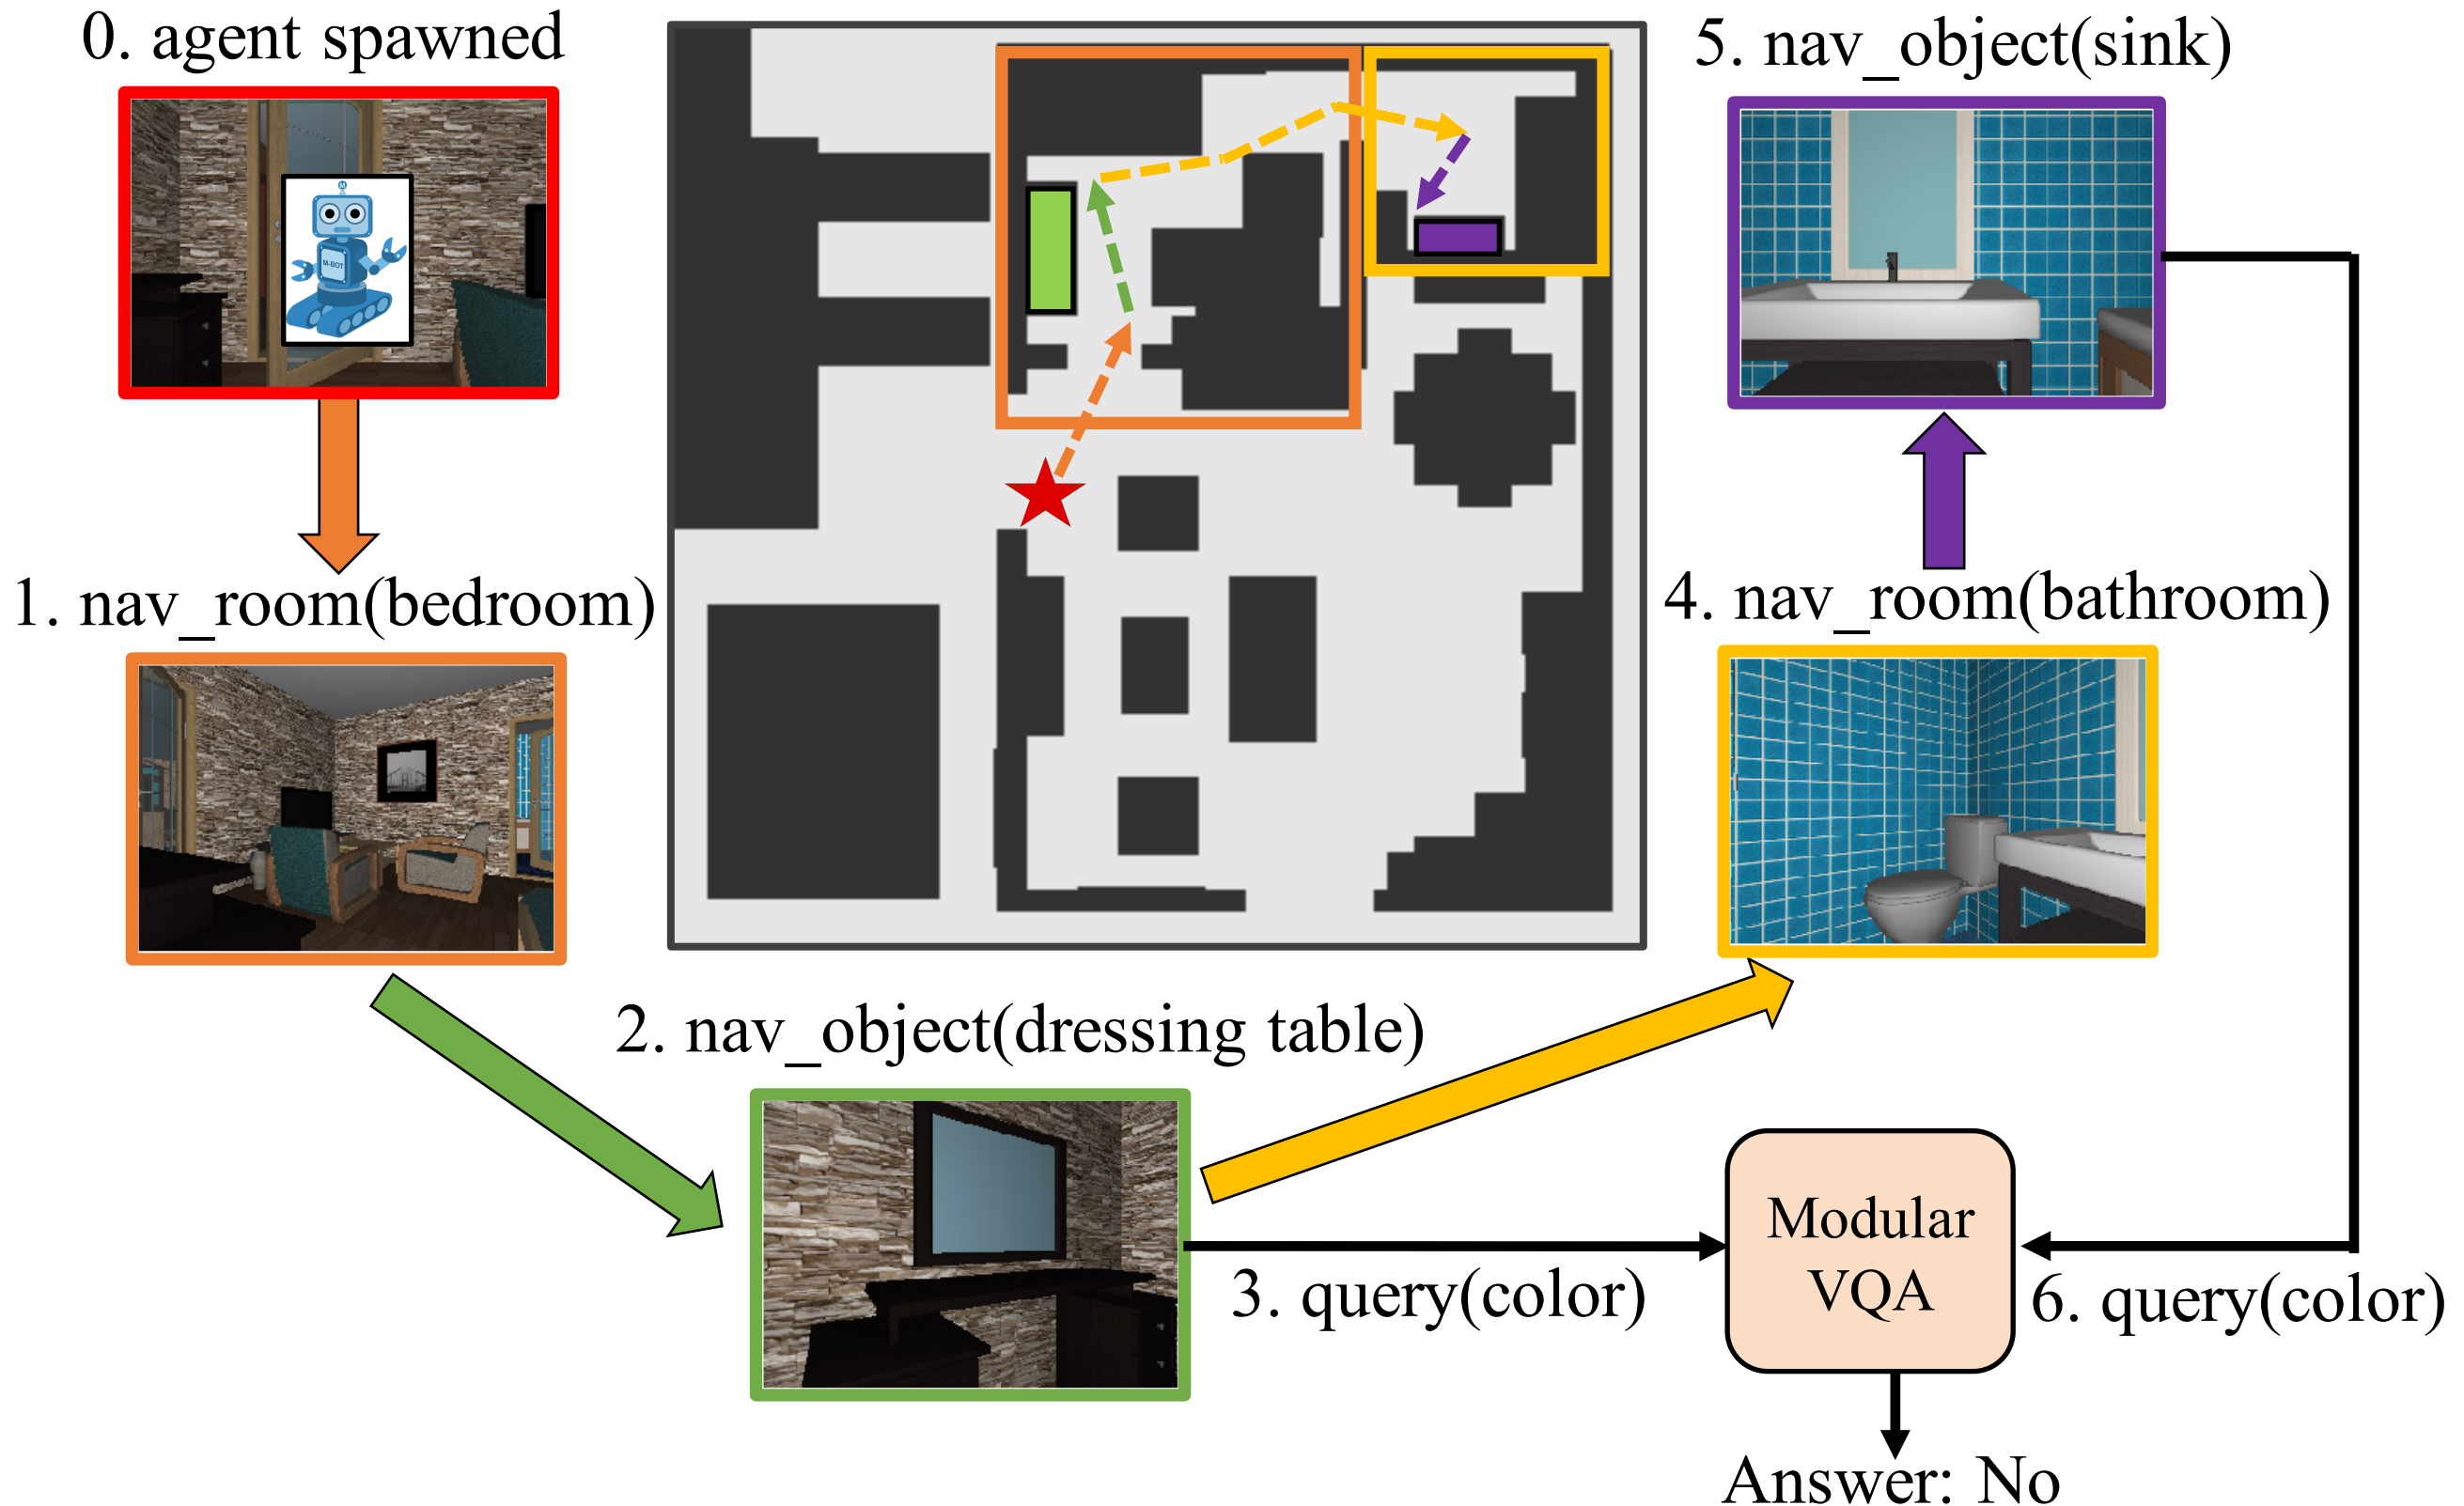 0. agent spawned
M
M-BOT
1. nav_room(bedroom)
2. nav_object(dressing table)
3. query(color)
4. nav_room(bathroom)
5. nav_object(sink)
6. query(color)
Modular
VQA
Answer: No